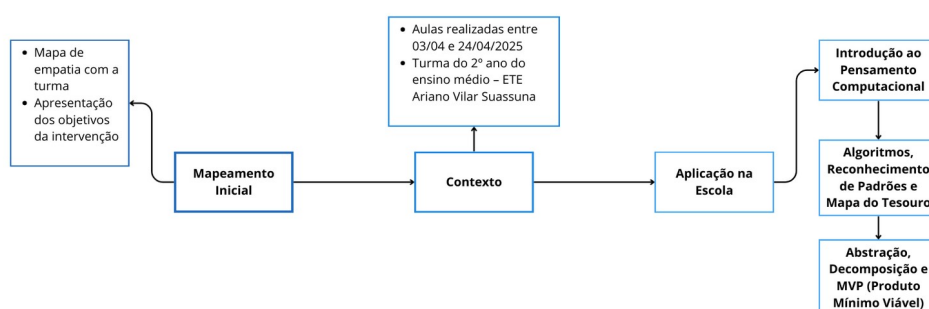 • Mapa de
empatia com a
turma
• Apresentação
dos objetivos
da intervenção
Mapeamento
Inicial
• Aulas realizadas entre
03/04 e 24/04/2025
• Turma do 2º ano do
ensino médio – ETE
Ariano Vilar Suassuna
Contexto
Aplicação na
Escola
Introdução ao
Pensamento
Computacional
Algoritmos,
Reconhecimento
de Padrões e
Mapa do Tesouro
Abstração,
Decomposição e
MVP (Produto
Mínimo Viável)